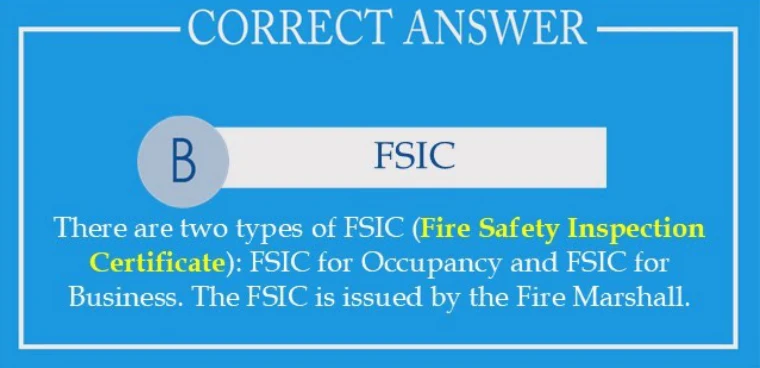 CORRECT ANSWER
B
FSIC
There are two types of FSIC (Fire Safety Inspection
Certificate): FSIC for Occupancy and FSIC for
Business. The FSIC is issued by the Fire Marshall.